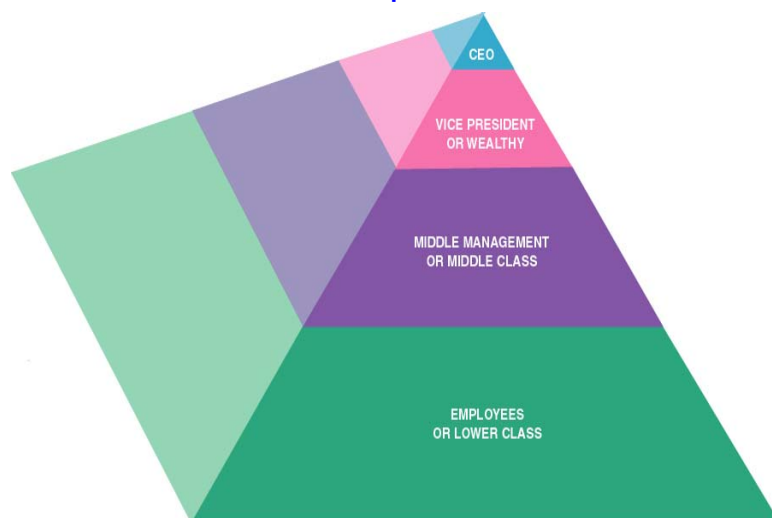 CEO
VICE PRESIDENT
OR WEALTHY
MIDDLE MANAGEMENT
OR MIDDLE CLASS
EMPLOYEES
OR LOWER CLASS